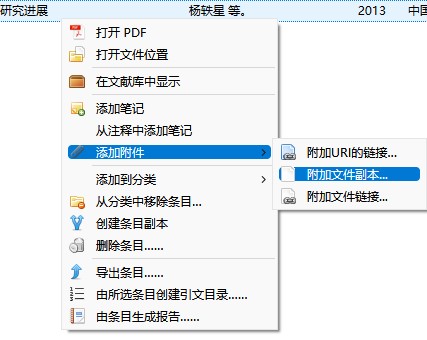 研究进展 杨轶星 等。 2013 中国
打开 PDF
打开文件位置
在文献库中显示
添加笔记
从注释中添加笔记
添加附件
添加到分类
从分类中移除条目...
创建条目副本
删除条目......
导出条目......
由所选条目创建引文目录......
由条目生成报告......
附加URI的链接...
附加文件副本...
附加文件链接...